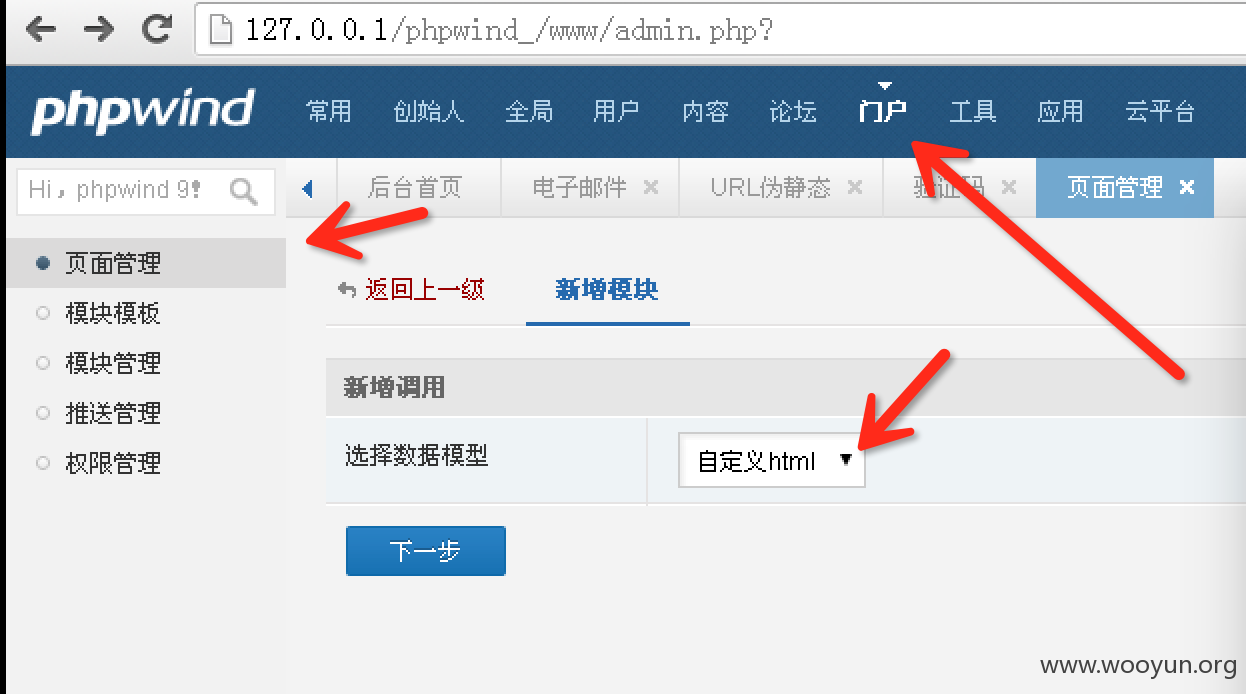 127.0.0.1/phpwind_/www/admin.php?
phpwind 常用 创始人 全局 用户 内容 论坛 门户 工具 应用 云平台
Hi，phpwind 9! 后台首页 电子邮件 URL伪静态 验证码 页面管理
页面管理
模块模板
模块管理
推送管理
权限管理
返回上一级 新增模块
新增调用
选择数据模型 自定义html
下一步
www.wooyun.org